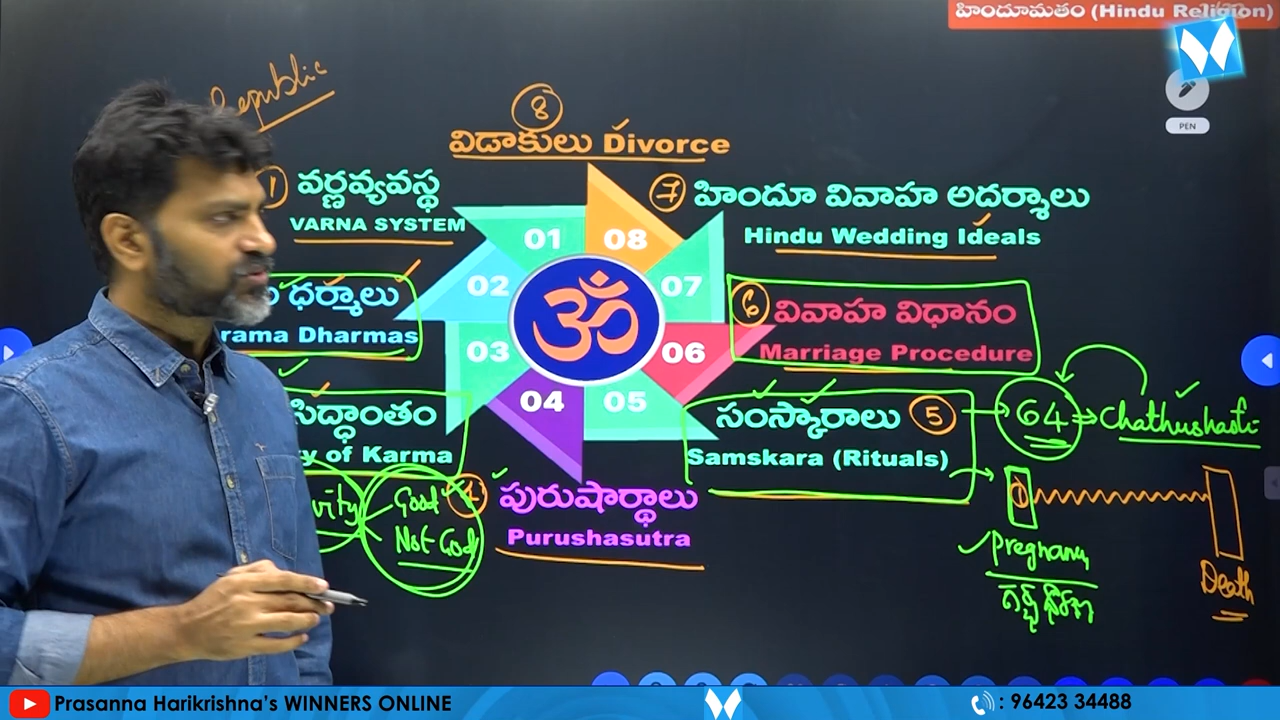 హిందూమతం (Hindu Religion)
PEN
Republic
8
విడాకులు Divorce
1 వర్ణవ్యవస్థ
VARNA SYSTEM
7 హిందూ వివాహ అదర్శాలు
Hindu Wedding Ideals
01 08
02 07
03 06
04 05
ॐ
ధర్మాలు
rama Dharmas
6 వివాహ విధానం
Marriage Procedure
సిద్ధాంతం
y of Karma
సంస్కారాలు 5
Samskara (Rituals)
64 Chathushasti
vity Good
Not Good
4 పురుషార్థాలు
Purushasutra
pregnancy
Death
Prasanna Harikrishna's WINNERS ONLINE
: 96423 34488